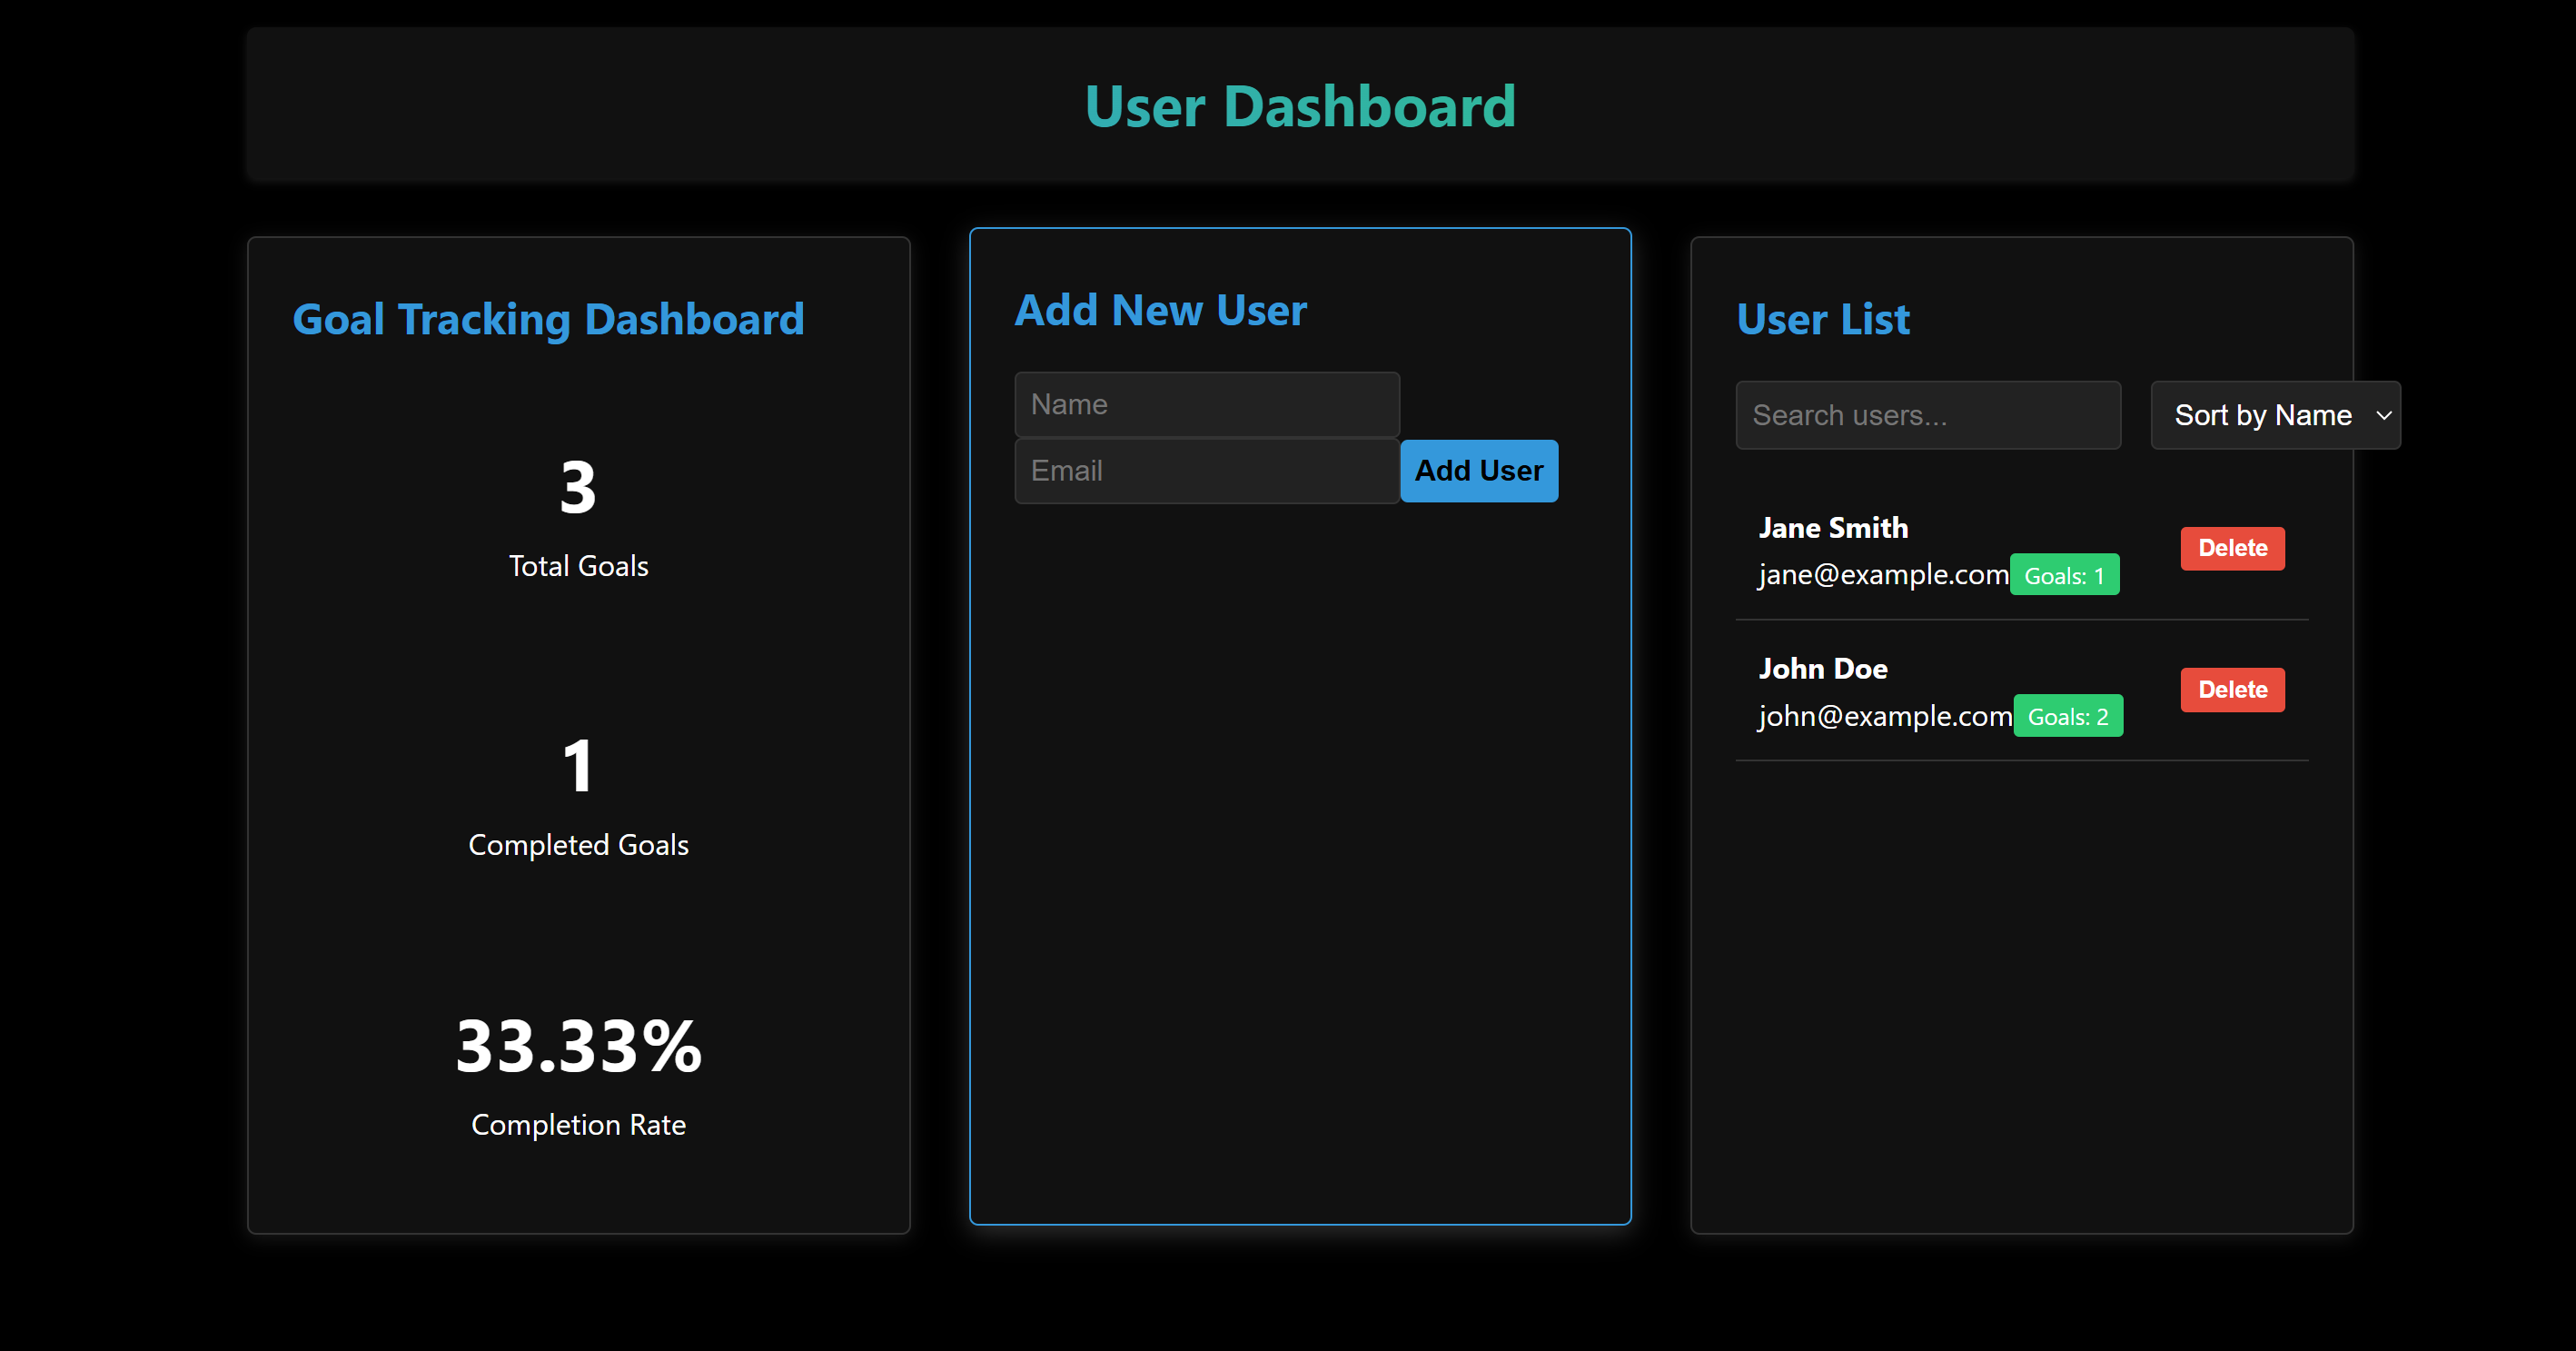 User Dashboard
Goal Tracking Dashboard
3
Total Goals
1
Completed Goals
33.33%
Completion Rate
Add New User
Name
Email
Add User
User List
Search users...
Sort by Name
Jane Smith
jane@example.com
Goals: 1
Delete
John Doe
john@example.com
Goals: 2
Delete